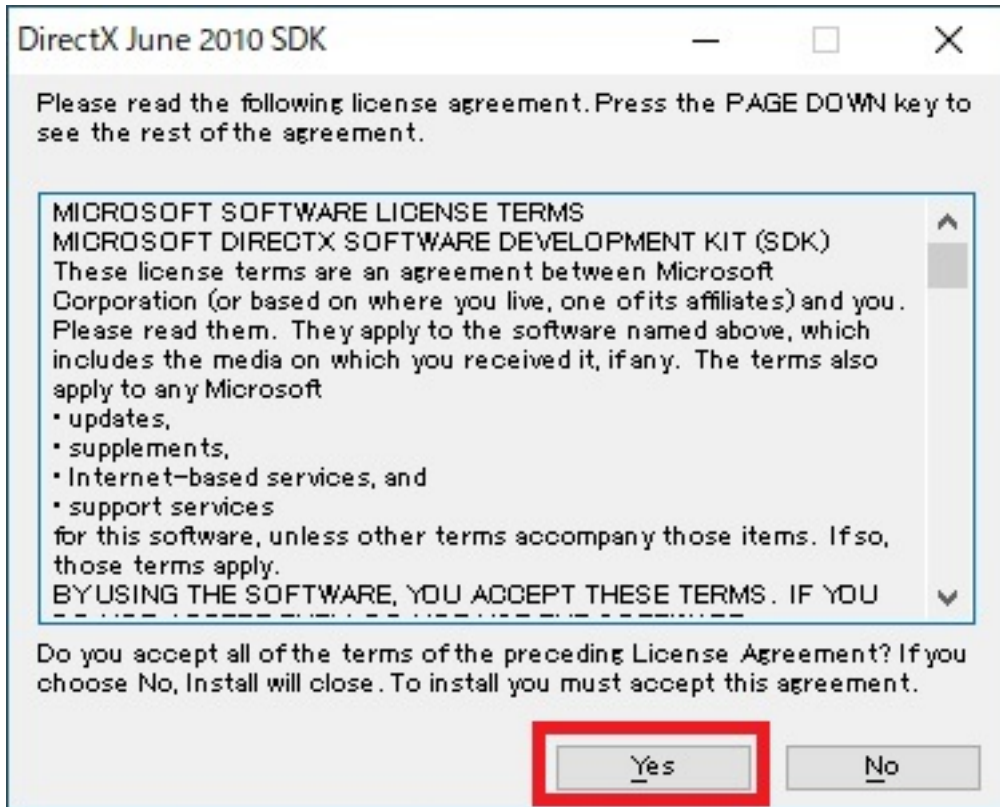 DirectX June 2010 SDK
Please read the following license agreement. Press the PAGE DOWN key to
see the rest of the agreement.
MICROSOFT SOFTWARE LICENSE TERMS
MICROSOFT DIRECTX SOFTWARE DEVELOPMENT KIT (SDK)
These license terms are an agreement between Microsoft
Corporation (or based on where you live, one of its affiliates) and you.
Please read them. They apply to the software named above, which
includes the media on which you received it, if any. The terms also
apply to any Microsoft
・updates,
・supplements,
・Internet-based services, and
・support services
for this software, unless other terms accompany those items. If so,
those terms apply.
BY USING THE SOFTWARE, YOU ACCEPT THESE TERMS. IF YOU
Do you accept all of the terms of the preceding License Agreement? If you
choose No, Install will close. To install you must accept this agreement.
Yes
No